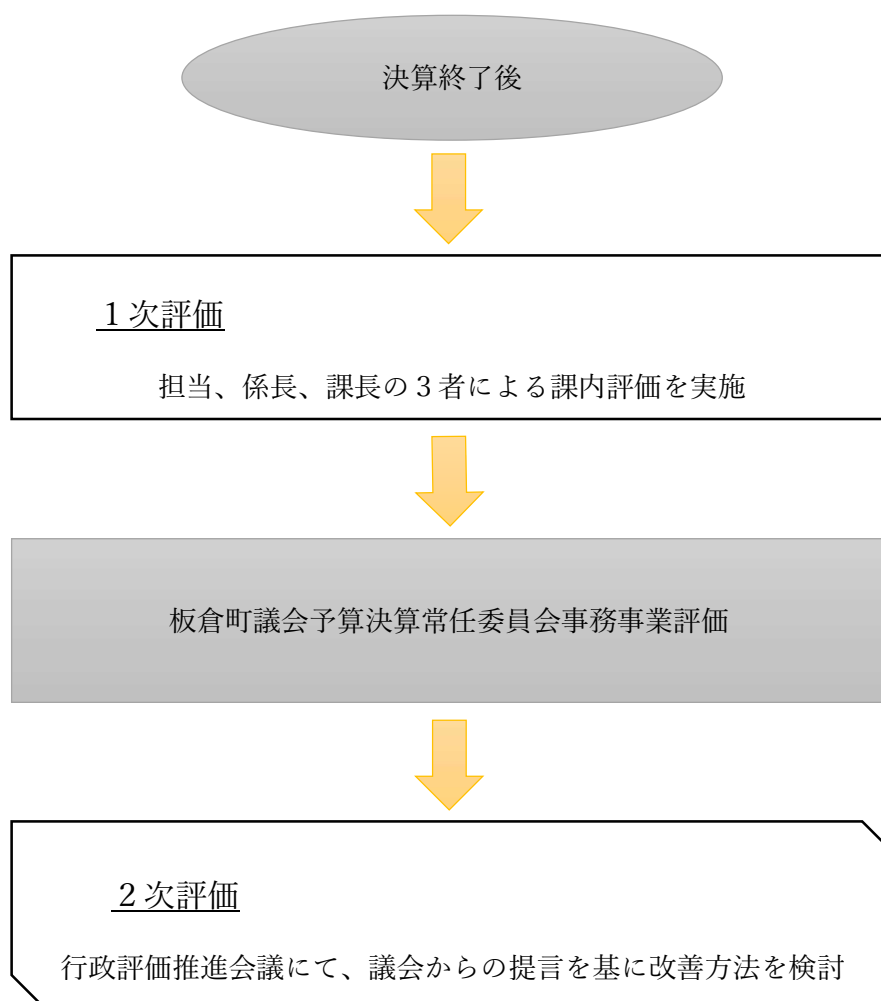 決算終了後
１次評価
担当、係長、課長の３者による課内評価を実施
板倉町議会予算決算常任委員会事務事業評価
２次評価
行政評価推進会議にて、議会からの提言を基に改善方法を検討